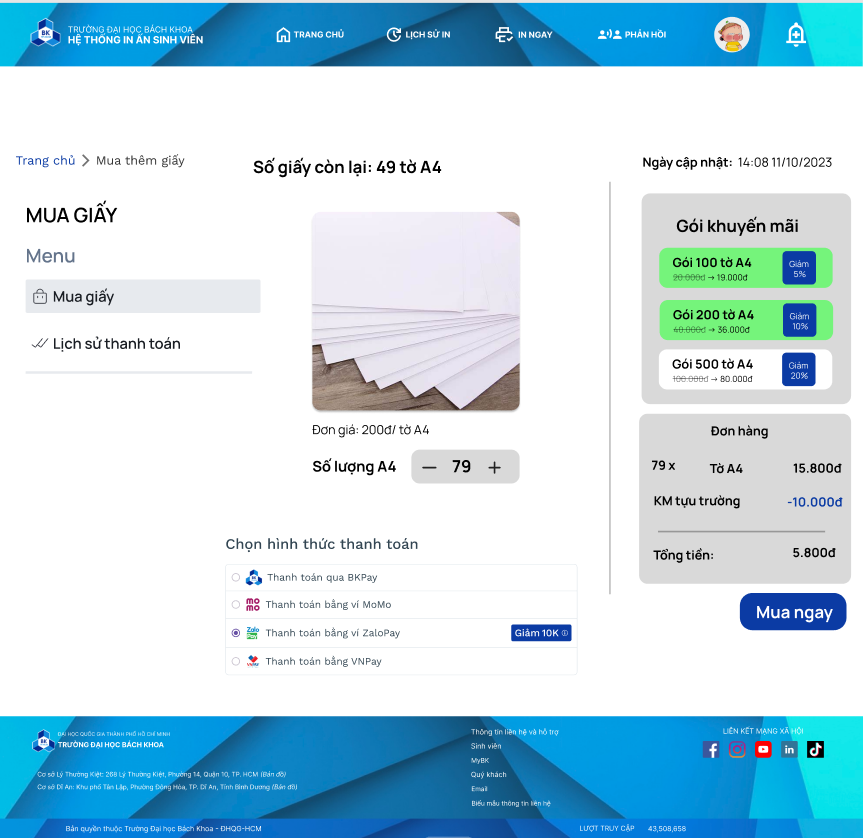 TRƯỜNG ĐẠI HỌC BÁCH KHOA
HỆ THỐNG IN ẤN SINH VIÊN
BK
TRANG CHỦ
LỊCH SỬ IN
IN NGAY
PHẢN HỒI
Trang chủ > Mua thêm giấy
Số giấy còn lại: 49 tờ A4
Ngày cập nhật: 14:08 11/10/2023
MUA GIẤY
Menu
Mua giấy
Lịch sử thanh toán
Đơn giá: 200đ/ tờ A4
Số lượng A4 — 79 +
Chọn hình thức thanh toán
Thanh toán qua BKPay
Thanh toán bằng ví MoMo
Thanh toán bằng ví ZaloPay
Giảm 10K
Thanh toán bằng VNPay
Gói khuyến mãi
Gói 100 tờ A4
20.000đ → 19.000đ
Giảm 5%
Gói 200 tờ A4
40.000đ → 36.000đ
Giảm 10%
Gói 500 tờ A4
100.000đ → 80.000đ
Giảm 20%
Đơn hàng
79 x Tờ A4 15.800đ
KM tựu trường -10.000đ
Tổng tiền: 5.800đ
Mua ngay
ĐẠI HỌC QUỐC GIA THÀNH PHỐ HỒ CHÍ MINH
TRƯỜNG ĐẠI HỌC BÁCH KHOA
BK
Cơ sở Lý Thường Kiệt: 268 Lý Thường Kiệt, Phường 14, Quận 10, TP. HCM (Bản đồ)
Cơ sở Dĩ An: Khu phố Tân Lập, Phường Đông Hòa, TP. Dĩ An, Tỉnh Bình Dương (Bản đồ)
Thông tin liên hệ và hỗ trợ
Sinh viên
MyBK
Quý khách
Email
Biểu mẫu thông tin liên hệ
LIÊN KẾT MẠNG XÃ HỘI
Bản quyền thuộc Trường Đại học Bách Khoa - ĐHQG-HCM
LƯỢT TRUY CẬP 43,508,658